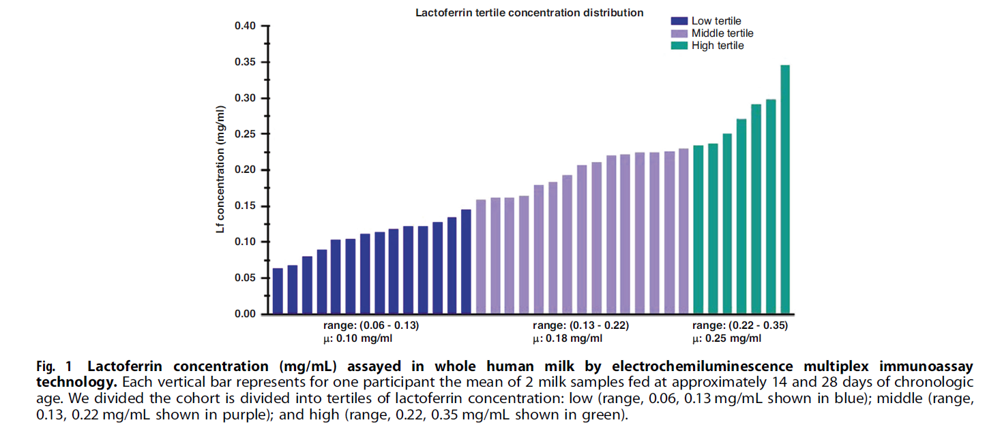 Lactoferrin tertile concentration distribution
Low tertile
Middle tertile
High tertile
Lf concentration (mg/ml)
0.40
0.35
0.30
0.25
0.20
0.15
0.10
0.05
0.00
range: (0.06 - 0.13)
μ: 0.10 mg/ml
range: (0.13 - 0.22)
μ: 0.18 mg/ml
range: (0.22 - 0.35)
μ: 0.25 mg/ml
Fig. 1 Lactoferrin concentration (mg/mL) assayed in whole human milk by electrochemiluminescence multiplex immunoassay
technology. Each vertical bar represents for one participant the mean of 2 milk samples fed at approximately 14 and 28 days of chronologic
age. We divided the cohort is divided into tertiles of lactoferrin concentration: low (range, 0.06, 0.13 mg/mL shown in blue); middle (range,
0.13, 0.22 mg/mL shown in purple); and high (range, 0.22, 0.35 mg/mL shown in green).